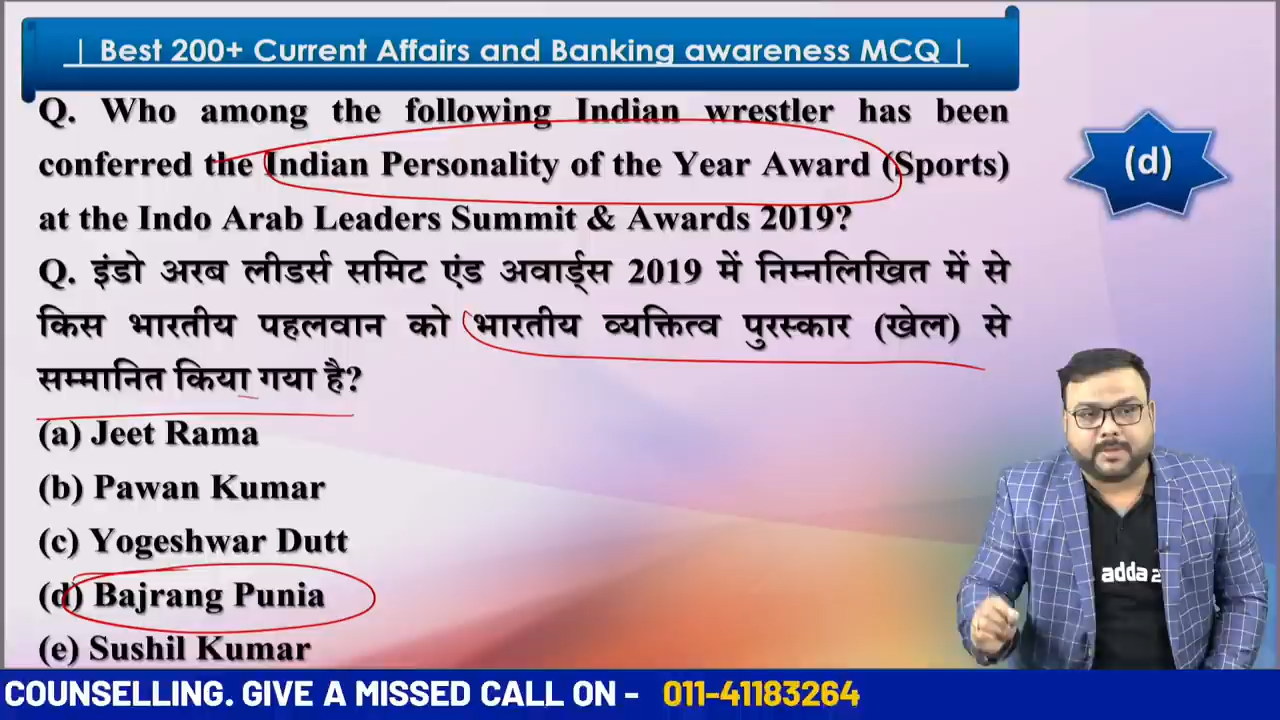 | Best 200+ Current Affairs and Banking awareness MCQ |
Q. Who among the following Indian wrestler has been
conferred the Indian Personality of the Year Award (Sports)
at the Indo Arab Leaders Summit & Awards 2019?
Q. इंडो अरब लीडर्स समिट एंड अवार्ड्स 2019 में निम्नलिखित में से
किस भारतीय पहलवान को भारतीय व्यक्तित्व पुरस्कार (खेल) से
सम्मानित किया गया है?
(a) Jeet Rama
(b) Pawan Kumar
(c) Yogeshwar Dutt
(d) Bajrang Punia
(e) Sushil Kumar
(d)
adda 2
COUNSELLING. GIVE A MISSED CALL ON - 011-41183264